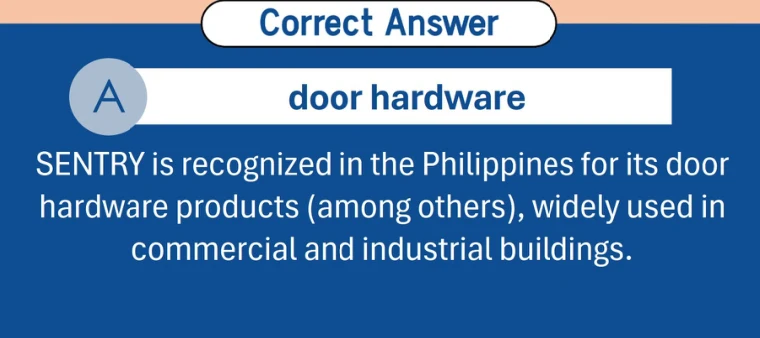 Correct Answer
A
door hardware
SENTRY is recognized in the Philippines for its door
hardware products (among others), widely used in
commercial and industrial buildings.